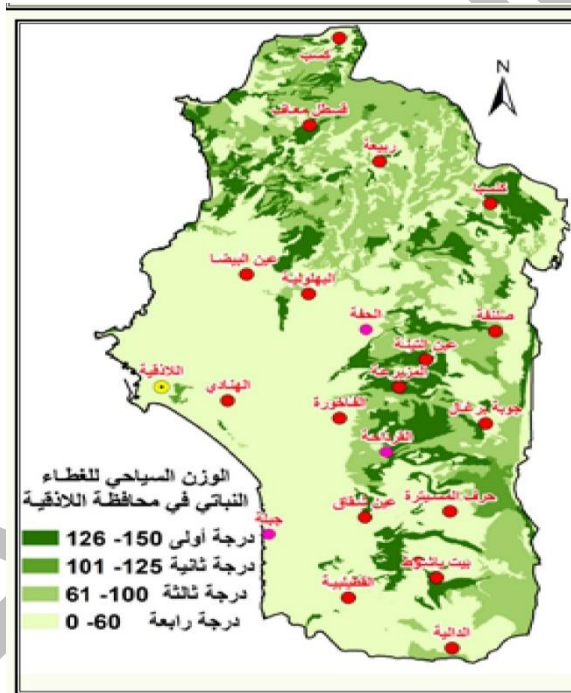 كسب
N
قسطل معاف
ربيعة
كنسبا
عين البيضا
البهلولية
الحفة
صلنفة
عين التينة
المزيرعة
اللاذقية
الهنادي
الفاخورة
جوبة برغال
القرداحة
الوزن السياحي للغطاء
النباتي في محافظة اللاذقية
عين شقاق
حرف المسيترة
جبلة
درجة أولى 150- 126
درجة ثانية 125- 101
درجة ثالثة 100- 61
درجة رابعة 60- 0
بيت ياشوط
القطيلبية
الدالية